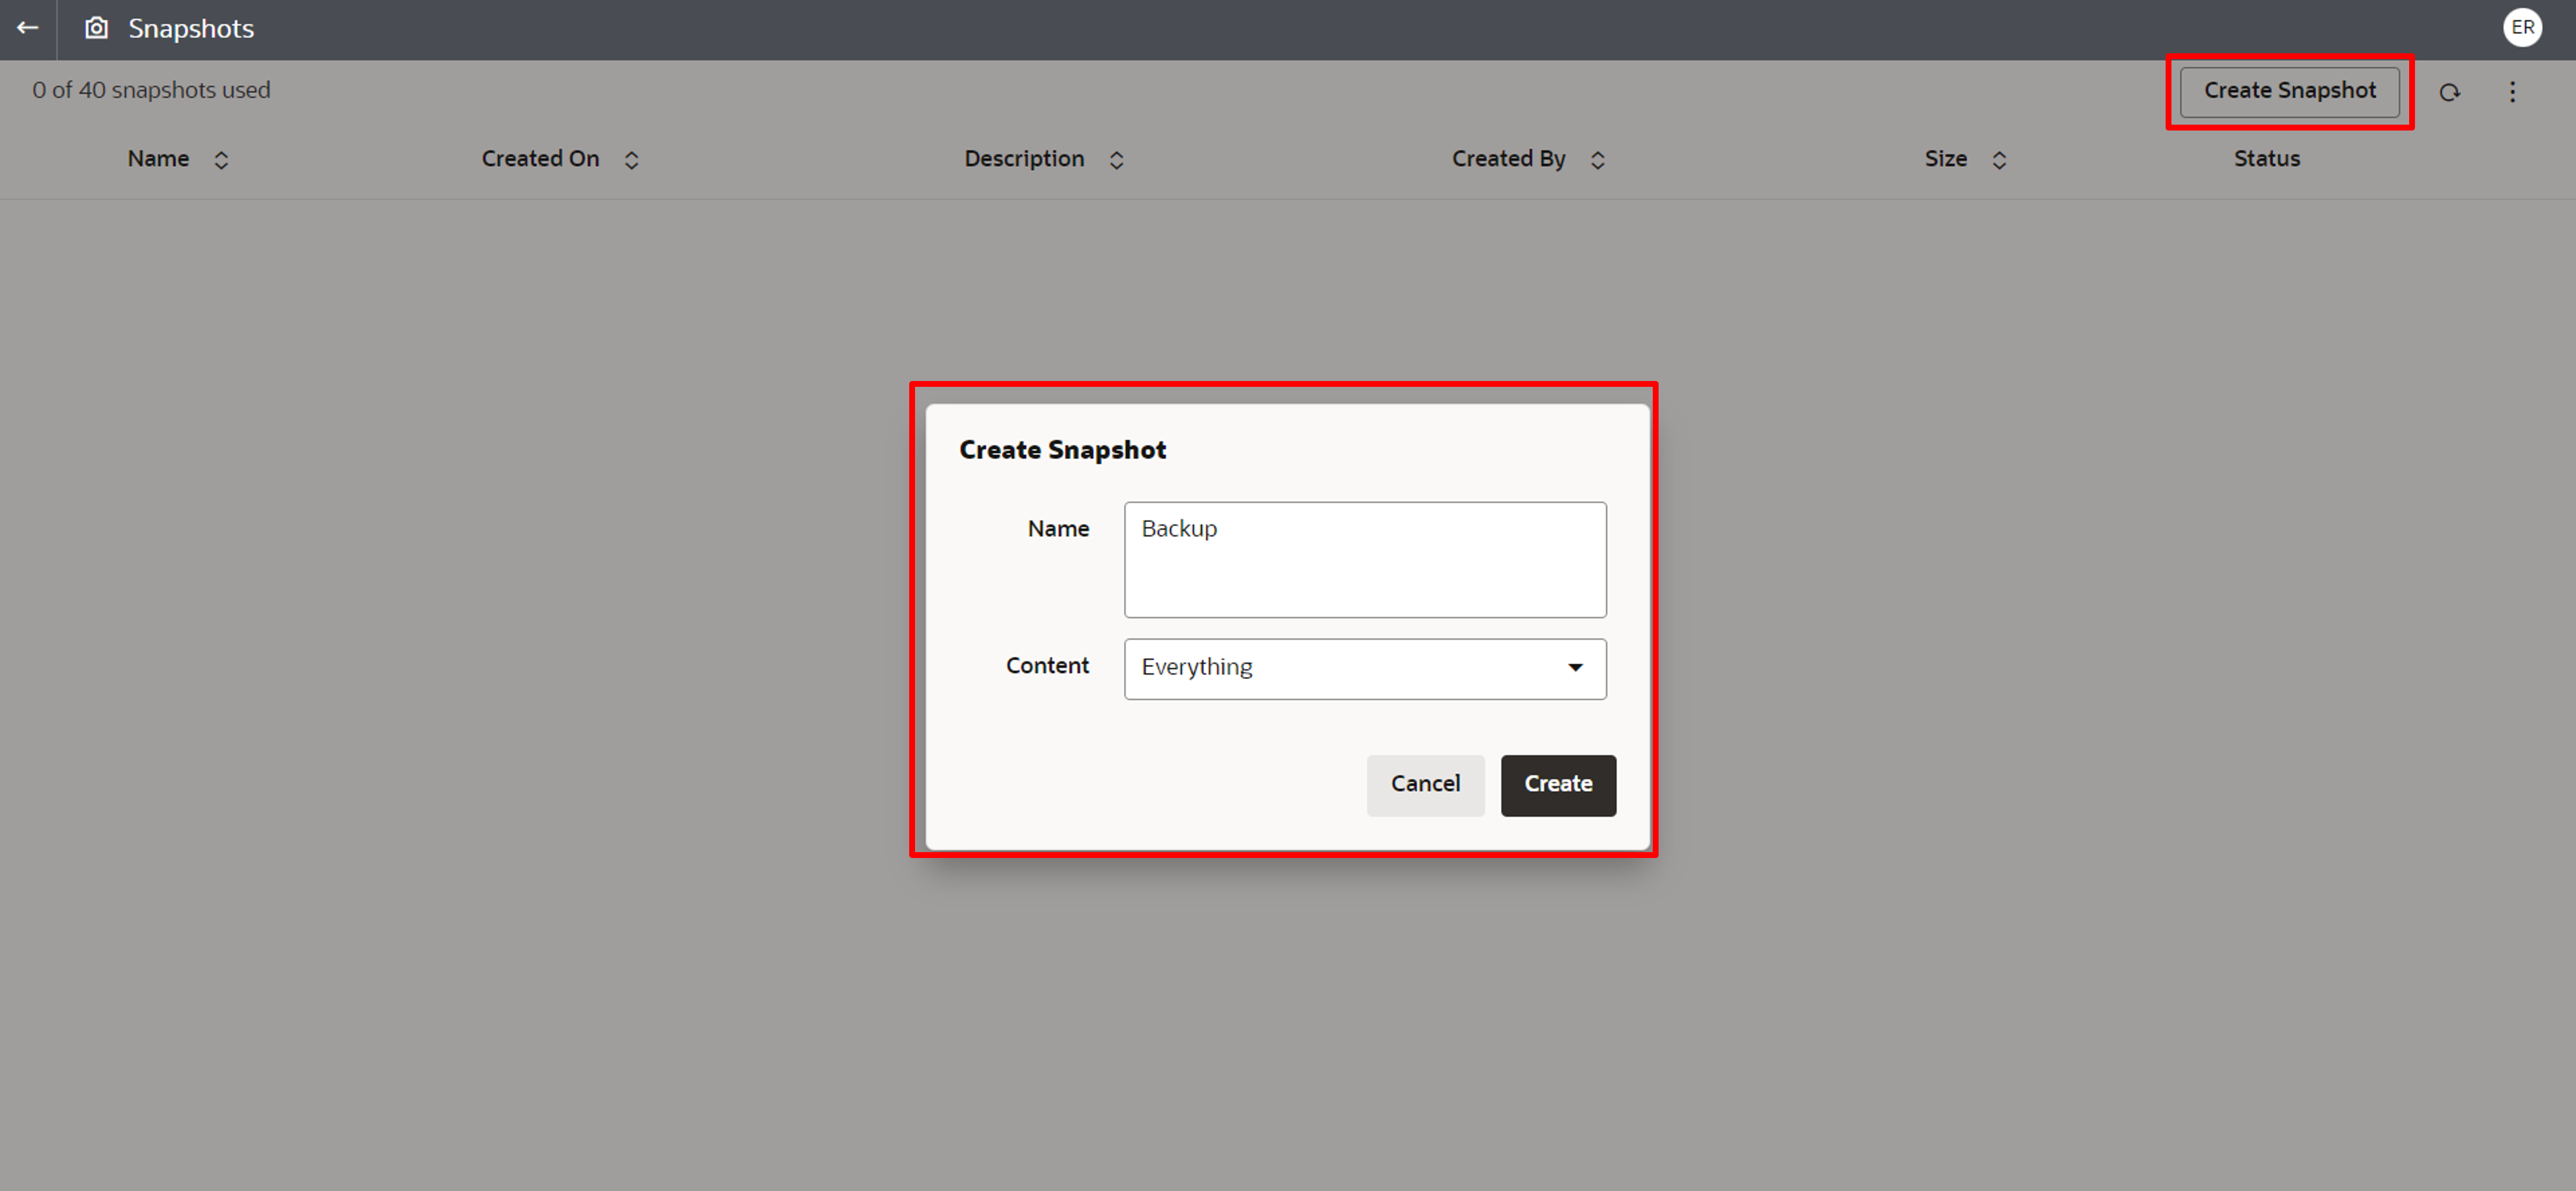 Snapshots
ER
0 of 40 snapshots used
Create Snapshot
Name Created On Description Created By Size Status
Create Snapshot
Name Backup
Content Everything
Cancel Create